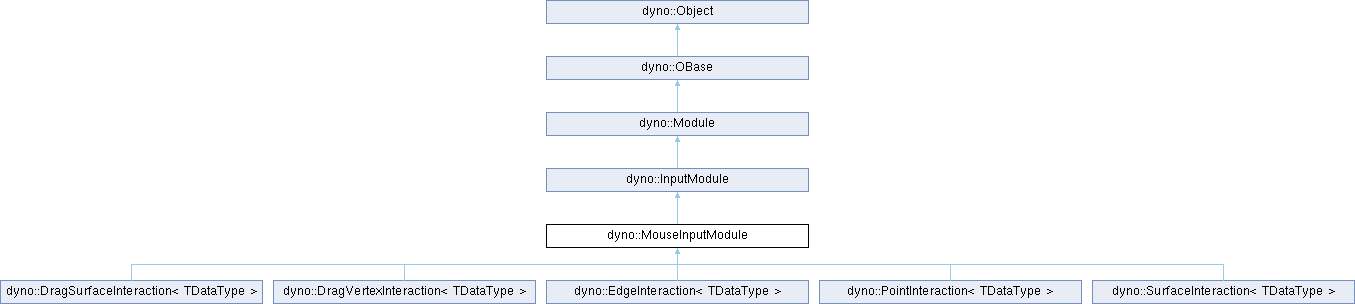 dyno::Object
dyno::OBase
dyno::Module
dyno::InputModule
dyno::MouseInputModule
dyno::DragSurfaceInteraction< TDataType >
dyno::DragVertexInteraction< TDataType >
dyno::EdgeInteraction< TDataType >
dyno::PointInteraction< TDataType >
dyno::SurfaceInteraction< TDataType >